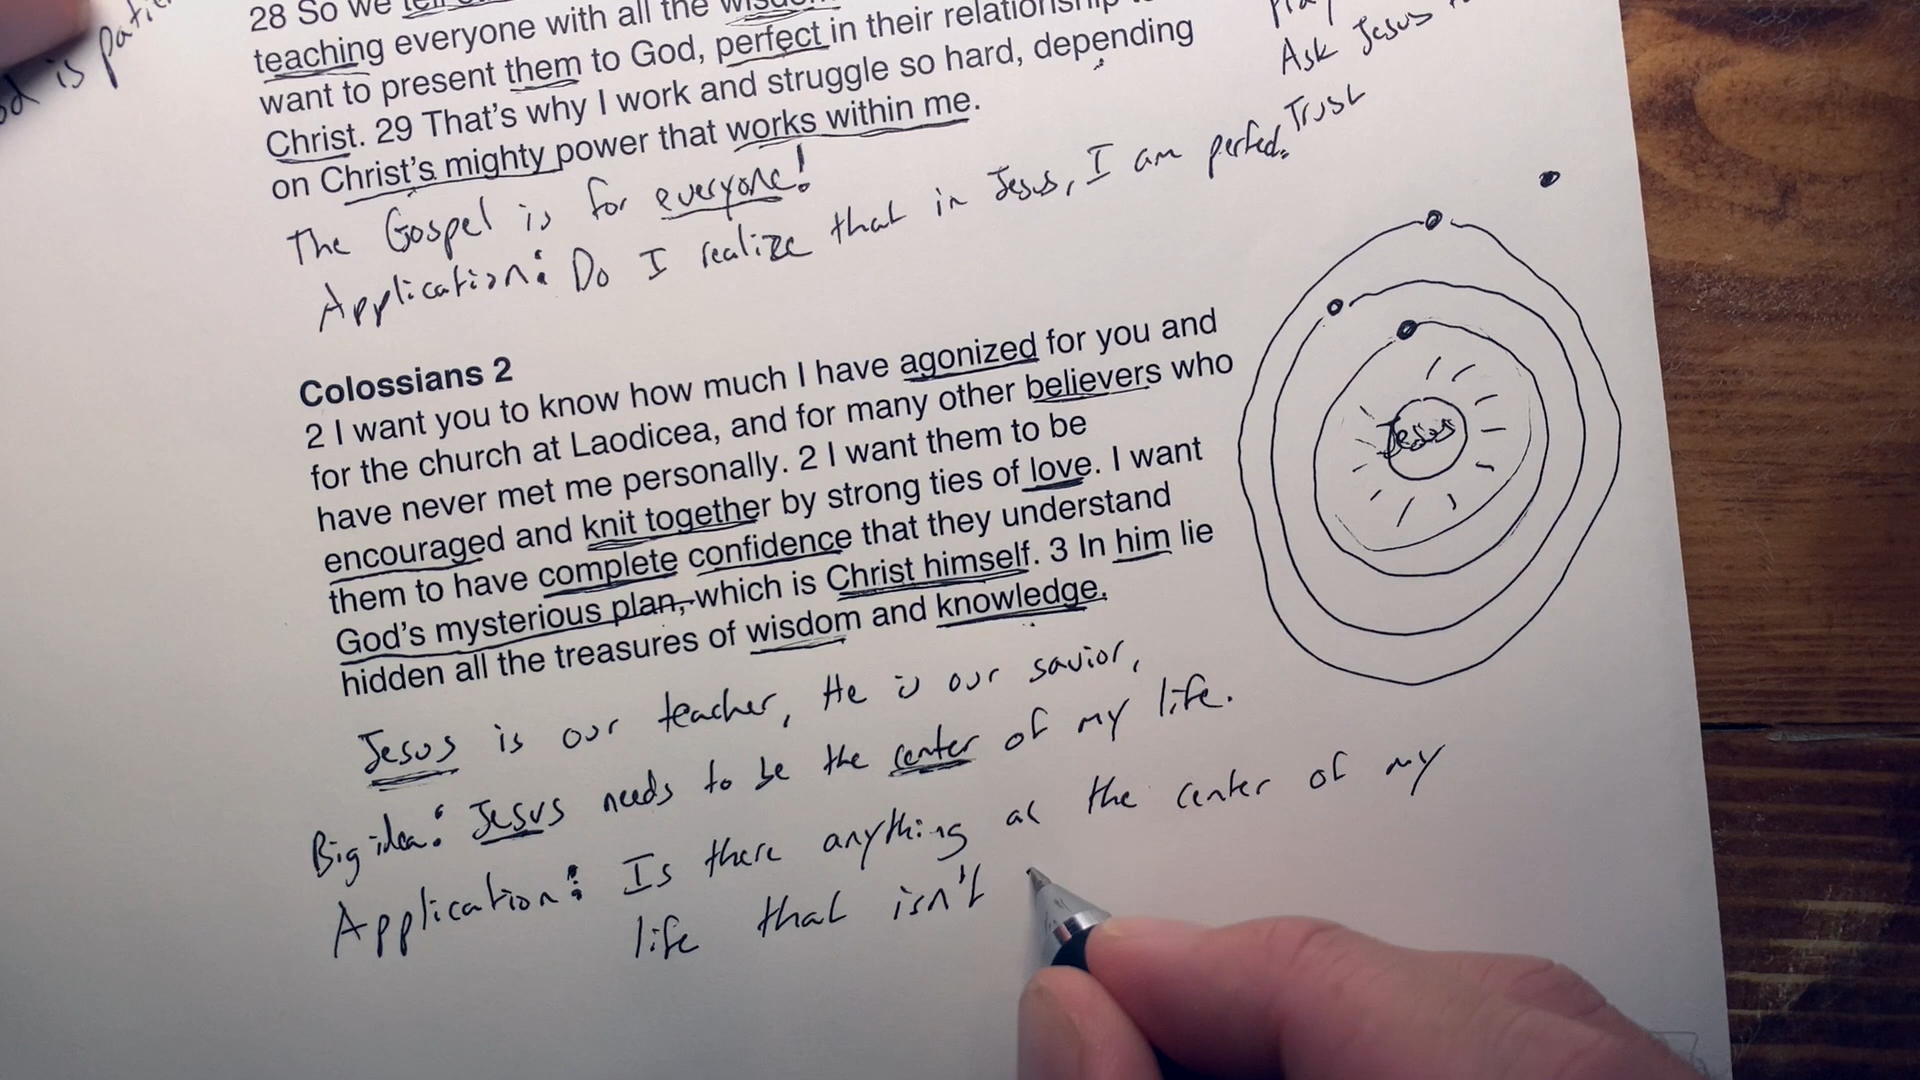 od is pati
28 So we tell
teaching everyone with all the wisdom
want to present them to God, perfect in their relationship
Christ. 29 That's why I work and struggle so hard, depending
on Christ's mighty power that works within me.
Ask Jesus
Trust
The Gospel is for everyone!
Application: Do I realize that in Jesus, I am perfect.
Colossians 2
2 I want you to know how much I have agonized for you and
for the church at Laodicea, and for many other believers who
have never met me personally. 2 I want them to be
encouraged and knit together by strong ties of love. I want
them to have complete confidence that they understand
God's mysterious plan, which is Christ himself. 3 In him lie
hidden all the treasures of wisdom and knowledge.
Jesus
Jesus is our teacher, He is our savior,
Big idea: Jesus needs to be the center of my life.
Application: Is there anything at the center of my
life that isn't